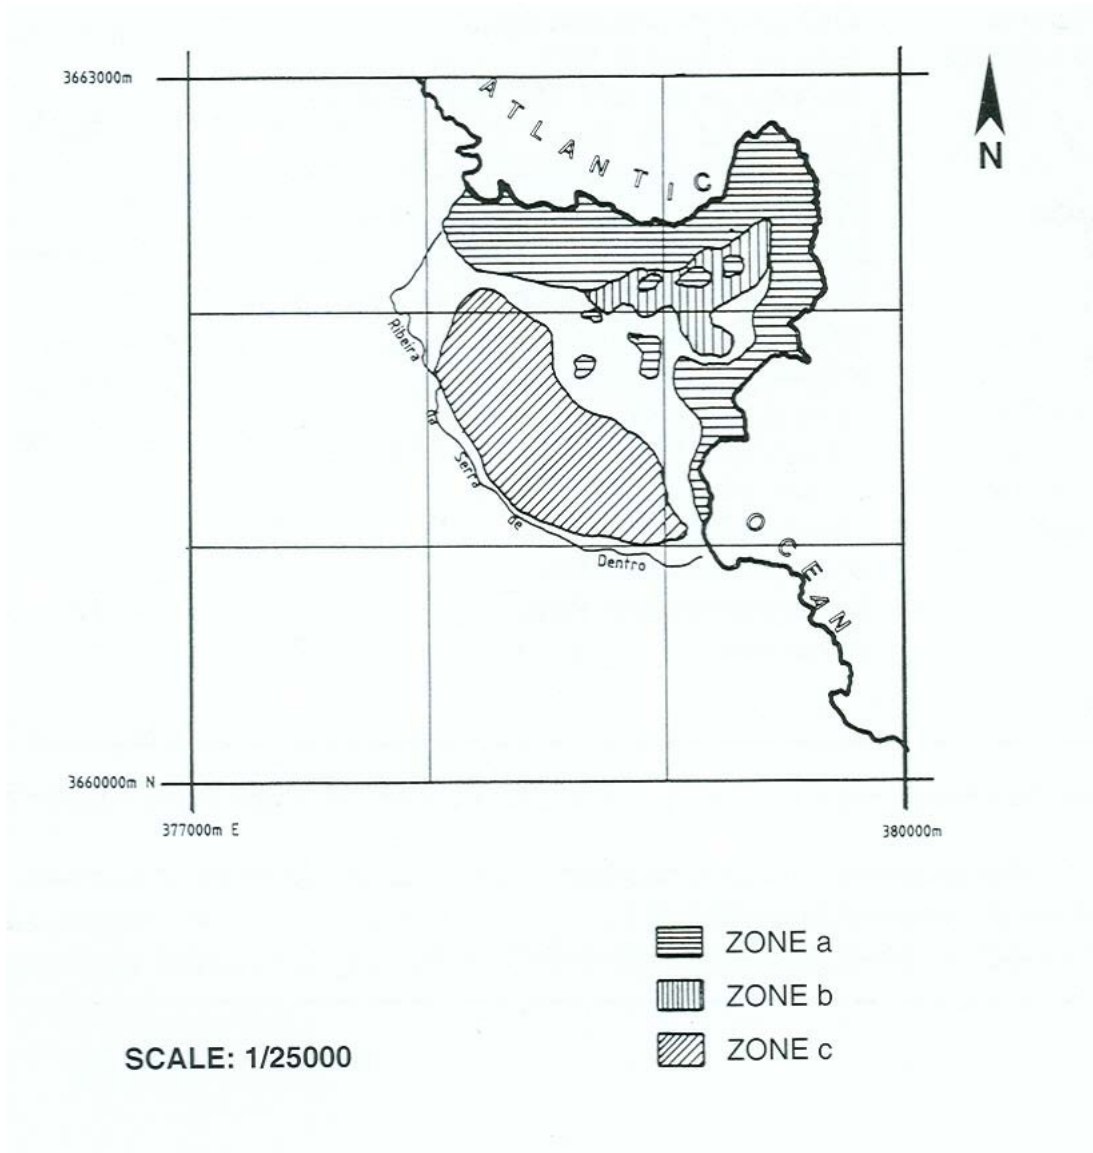 3663000m
ATLANTIC
N
Ribeira
da
Serra
de
Dentro
OCEAN
3660000m N
377000m E
380000m
ZONE a
ZONE b
ZONE c
SCALE: 1/25000